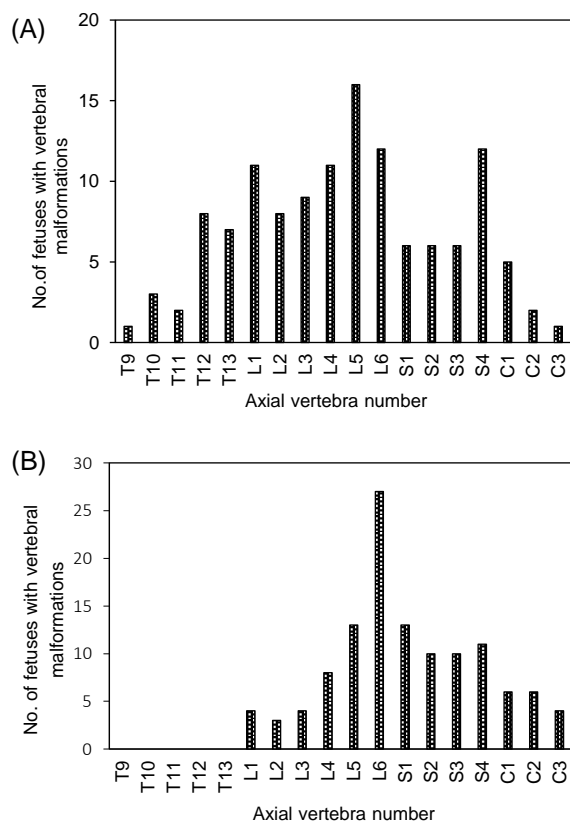 (A)
No.of fetuses with vertebral
malformations
20
15
10
5
0
T9 T10 T11 T12 T13 L1 L2 L3 L4 L5 L6 S1 S2 S3 S4 C1 C2 C3
Axial vertebra number
(B)
No. of fetuses with vertebral
malformations
30
25
20
15
10
5
0
T9 T10 T11 T12 T13 L1 L2 L3 L4 L5 L6 S1 S2 S3 S4 C1 C2 C3
Axial vertebra number